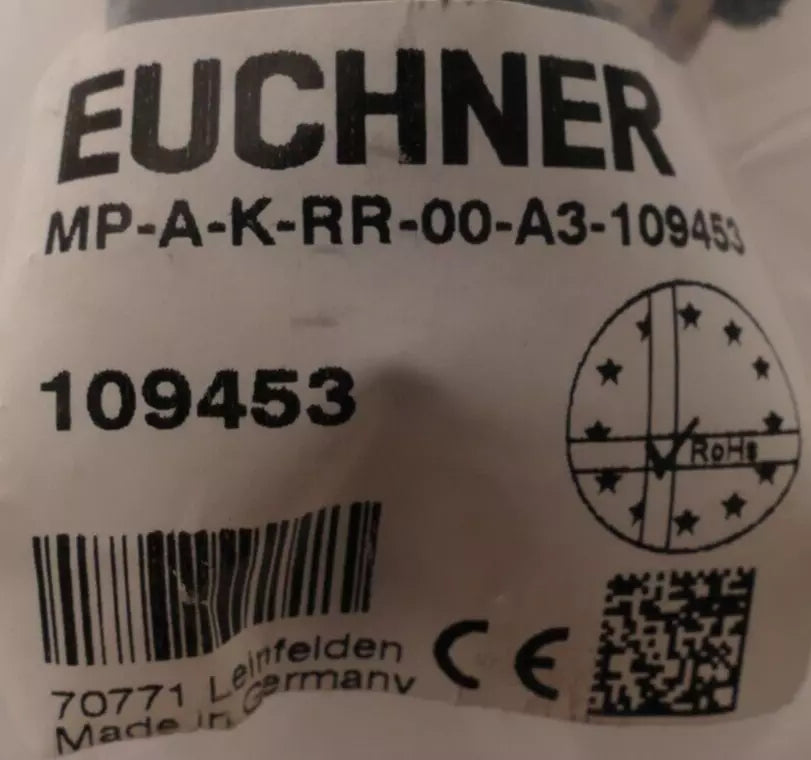 EUCHNER
MP-A-K-RR-00-A3-109453
109453
RoHs
CE
70771 Leinfelden
Made in Germany